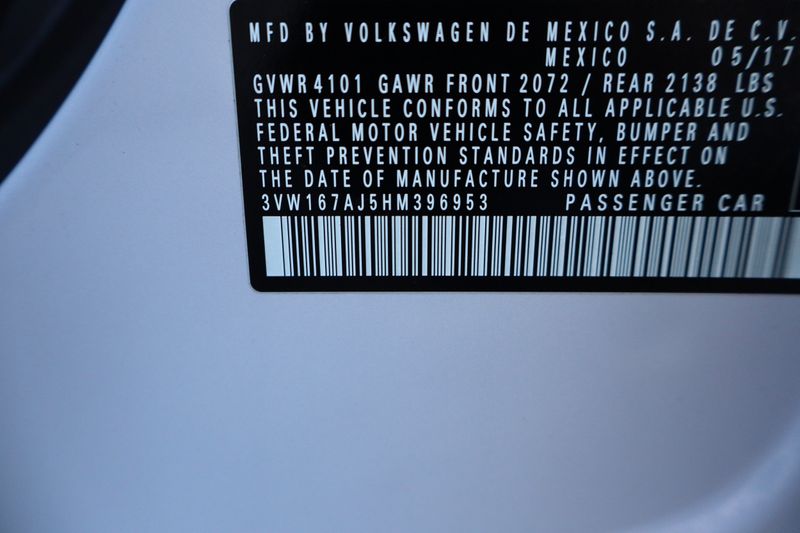 MFD BY VOLKSWAGEN DE MEXICO S.A. DE C.V.
MEXICO 05/17
GVWR 4101 GAWR FRONT 2072 / REAR 2138 LBS
THIS VEHICLE CONFORMS TO ALL APPLICABLE U.S.
FEDERAL MOTOR VEHICLE SAFETY, BUMPER AND
THEFT PREVENTION STANDARDS IN EFFECT ON
THE DATE OF MANUFACTURE SHOWN ABOVE.
3VW167AJ5HM396953 PASSENGER CAR